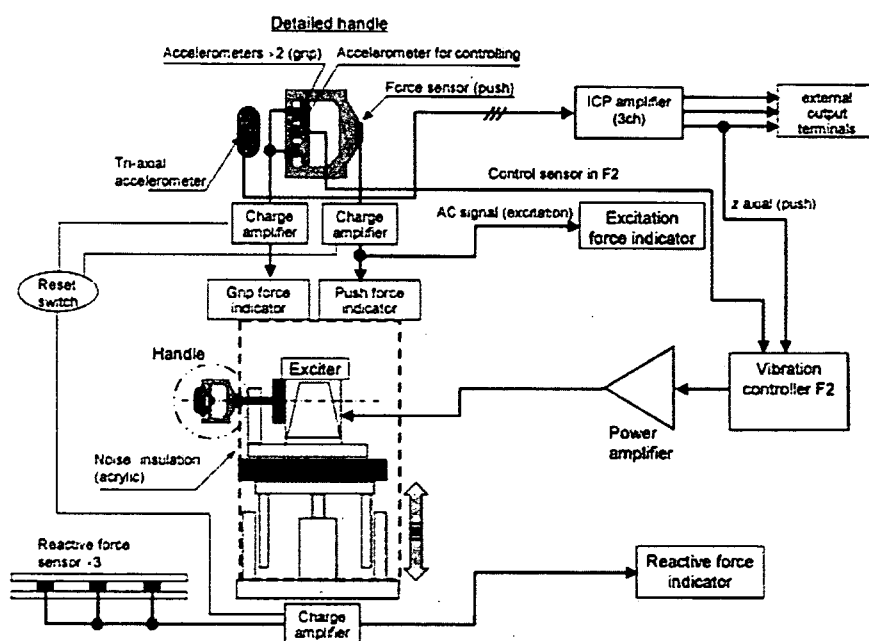 Detailed handle
Accelerometers ×2 (grip)
Accelerometer for controlling
Force sensor (push)
ICP amplifier
(3ch)
external
output
terminals
Tri-axial
accelerometer
Control sensor in F2
z axial (push)
Charge
amplifier
Charge
amplifier
AC signal (excitation)
Excitation
force indicator
Reset
switch
Grip force
indicator
Push force
indicator
Handle
Exciter
Vibration
controller F2
Power
amplifier
Noise insulation
(acrylic)
Reactive force
sensor ×3
Reactive force
indicator
Charge
amplifier